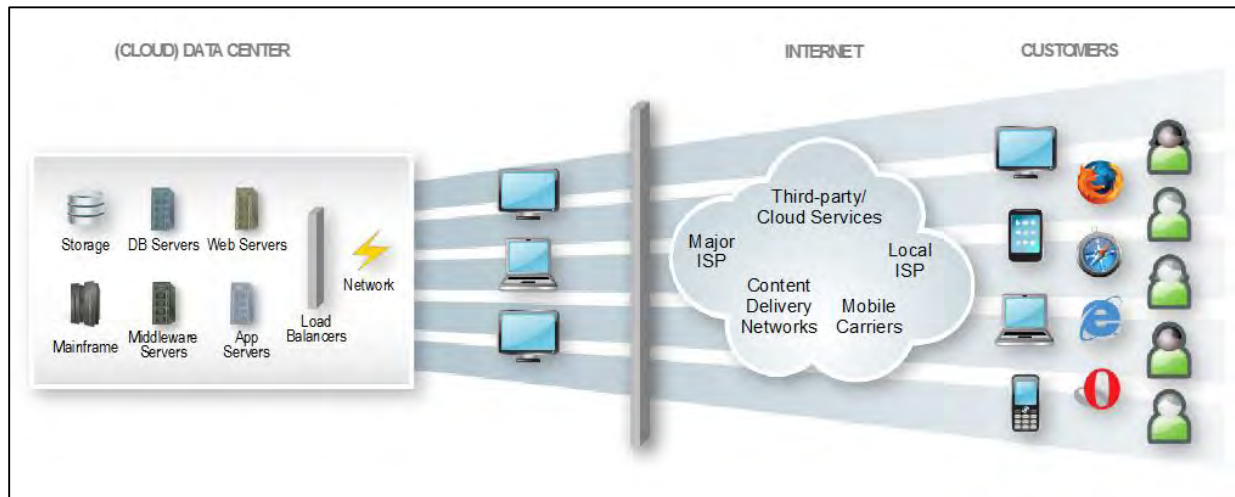 (CLOUD) DATA CENTER
INTERNET
CUSTOMERS
Storage
DB Servers
Web Servers
Network
Mainframe
Middleware
Servers
App
Servers
Load
Balancers
Third-party/
Cloud Services
Major
ISP
Local
ISP
Content
Delivery
Networks
Mobile
Carriers